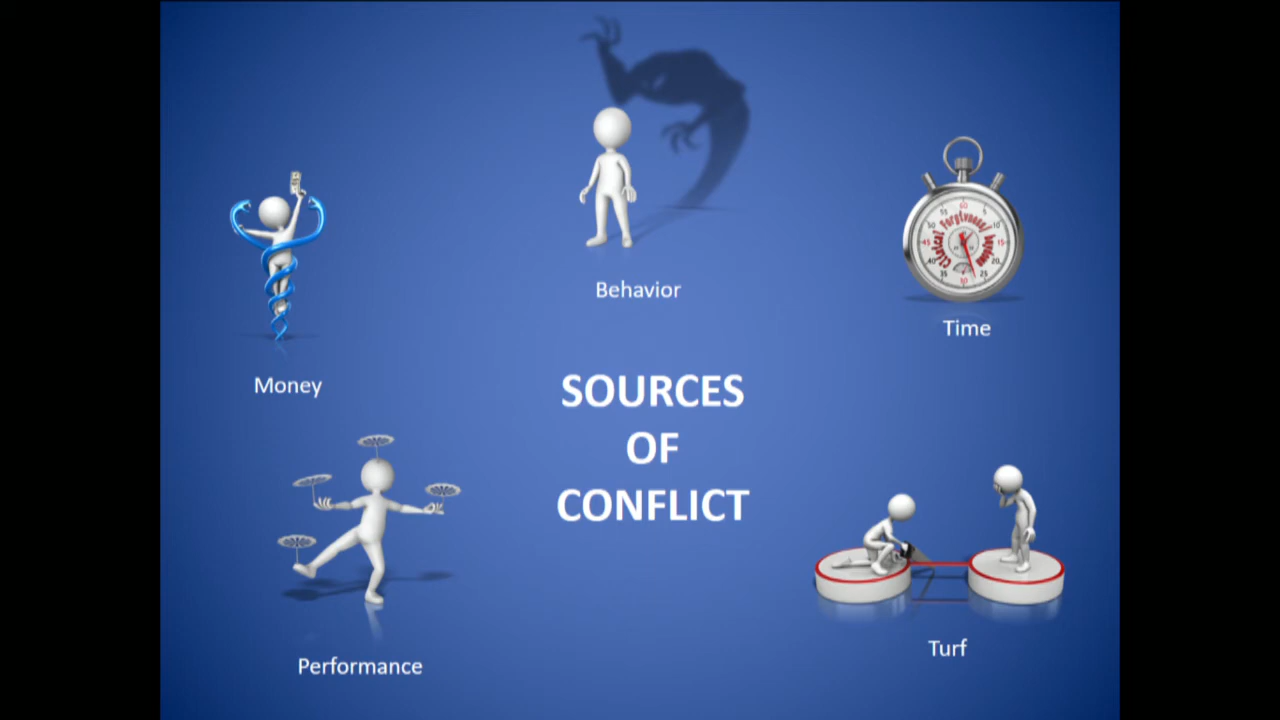 Behavior
Time
Money
SOURCES
OF
CONFLICT
Turf
Performance